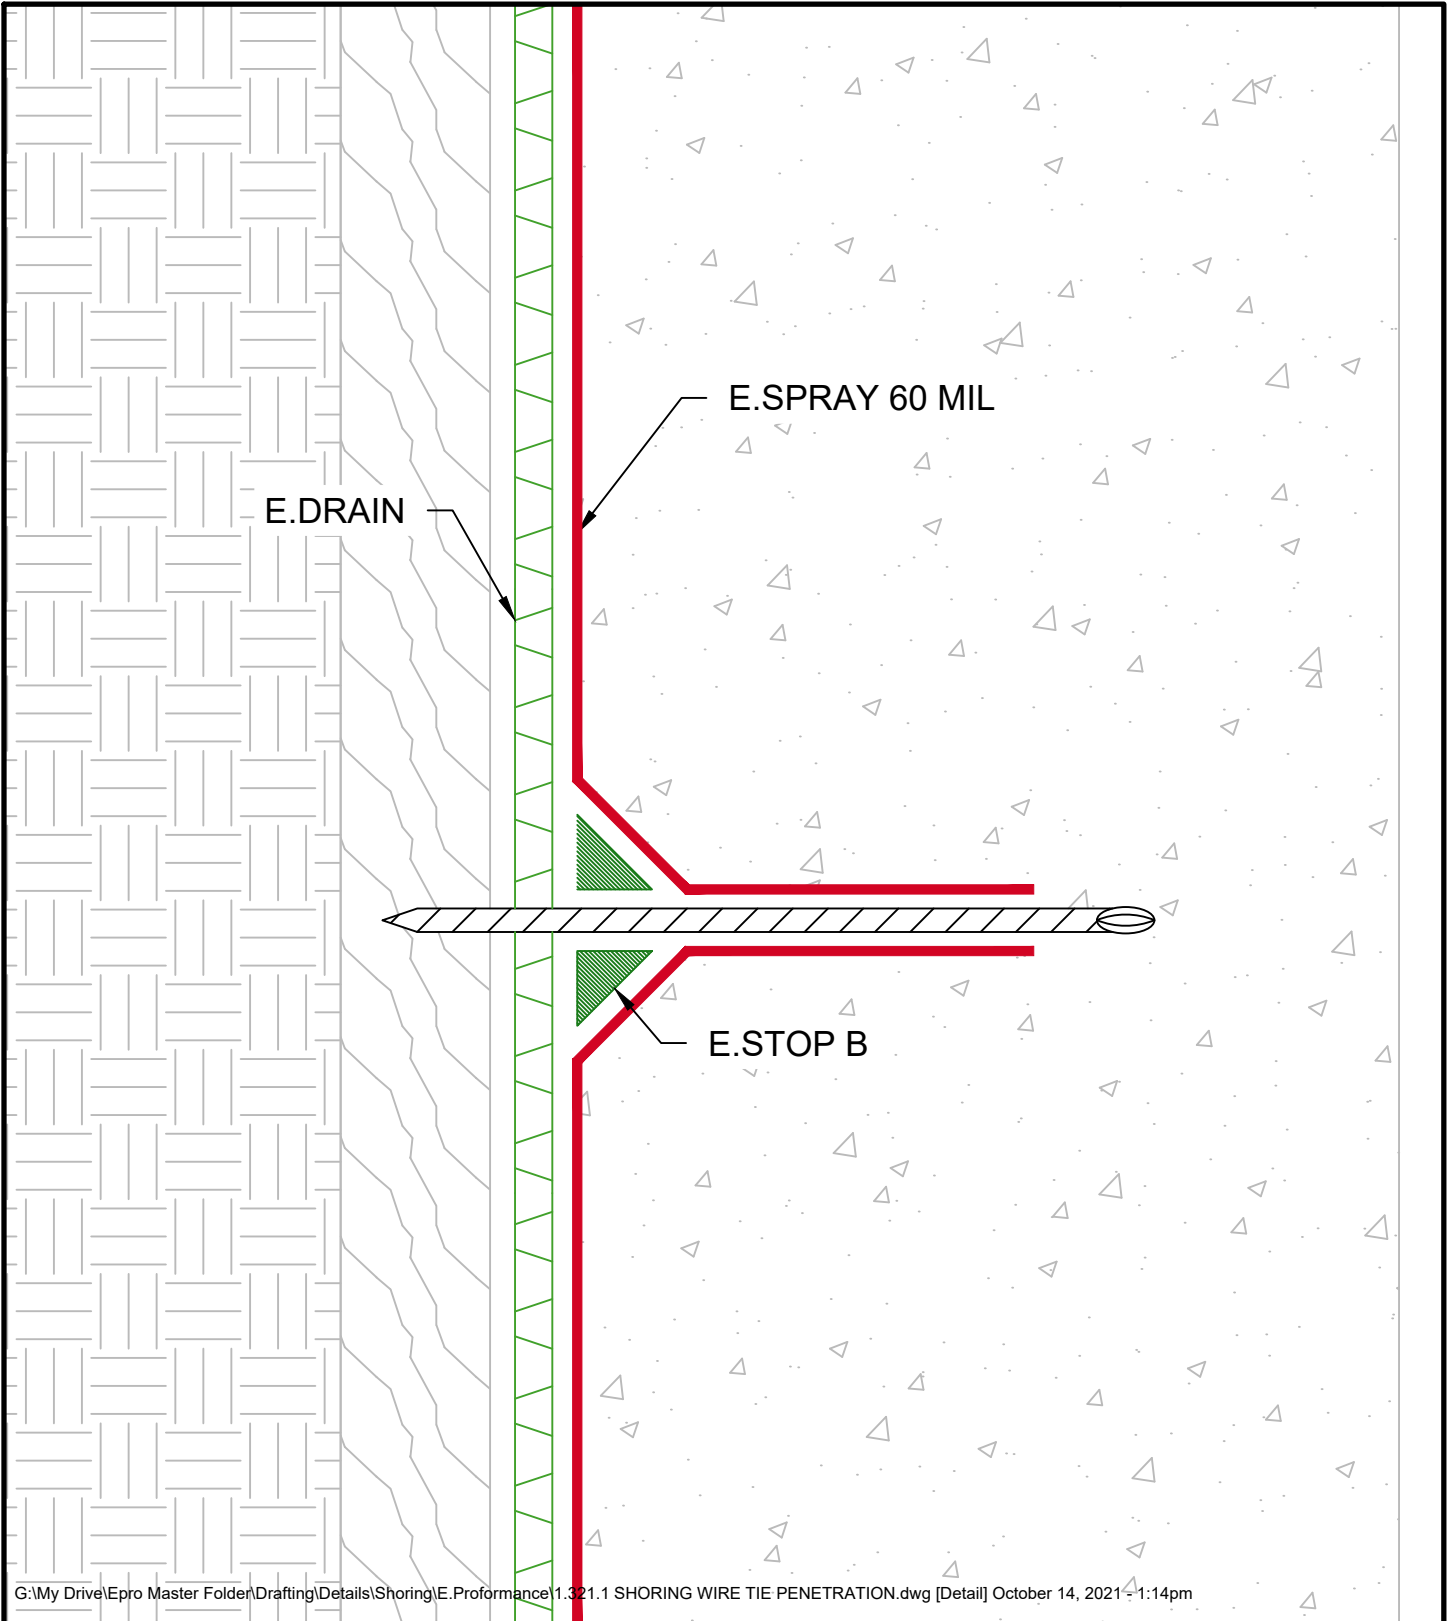 E.SPRAY 60 MIL
E.DRAIN
E.STOP B
G:\My Drive\Epro Master Folder\Drafting\Details\Shoring\E.Proformance\1.321.1 SHORING WIRE TIE PENETRATION.dwg [Detail] October 14, 2021 - 1:14pm